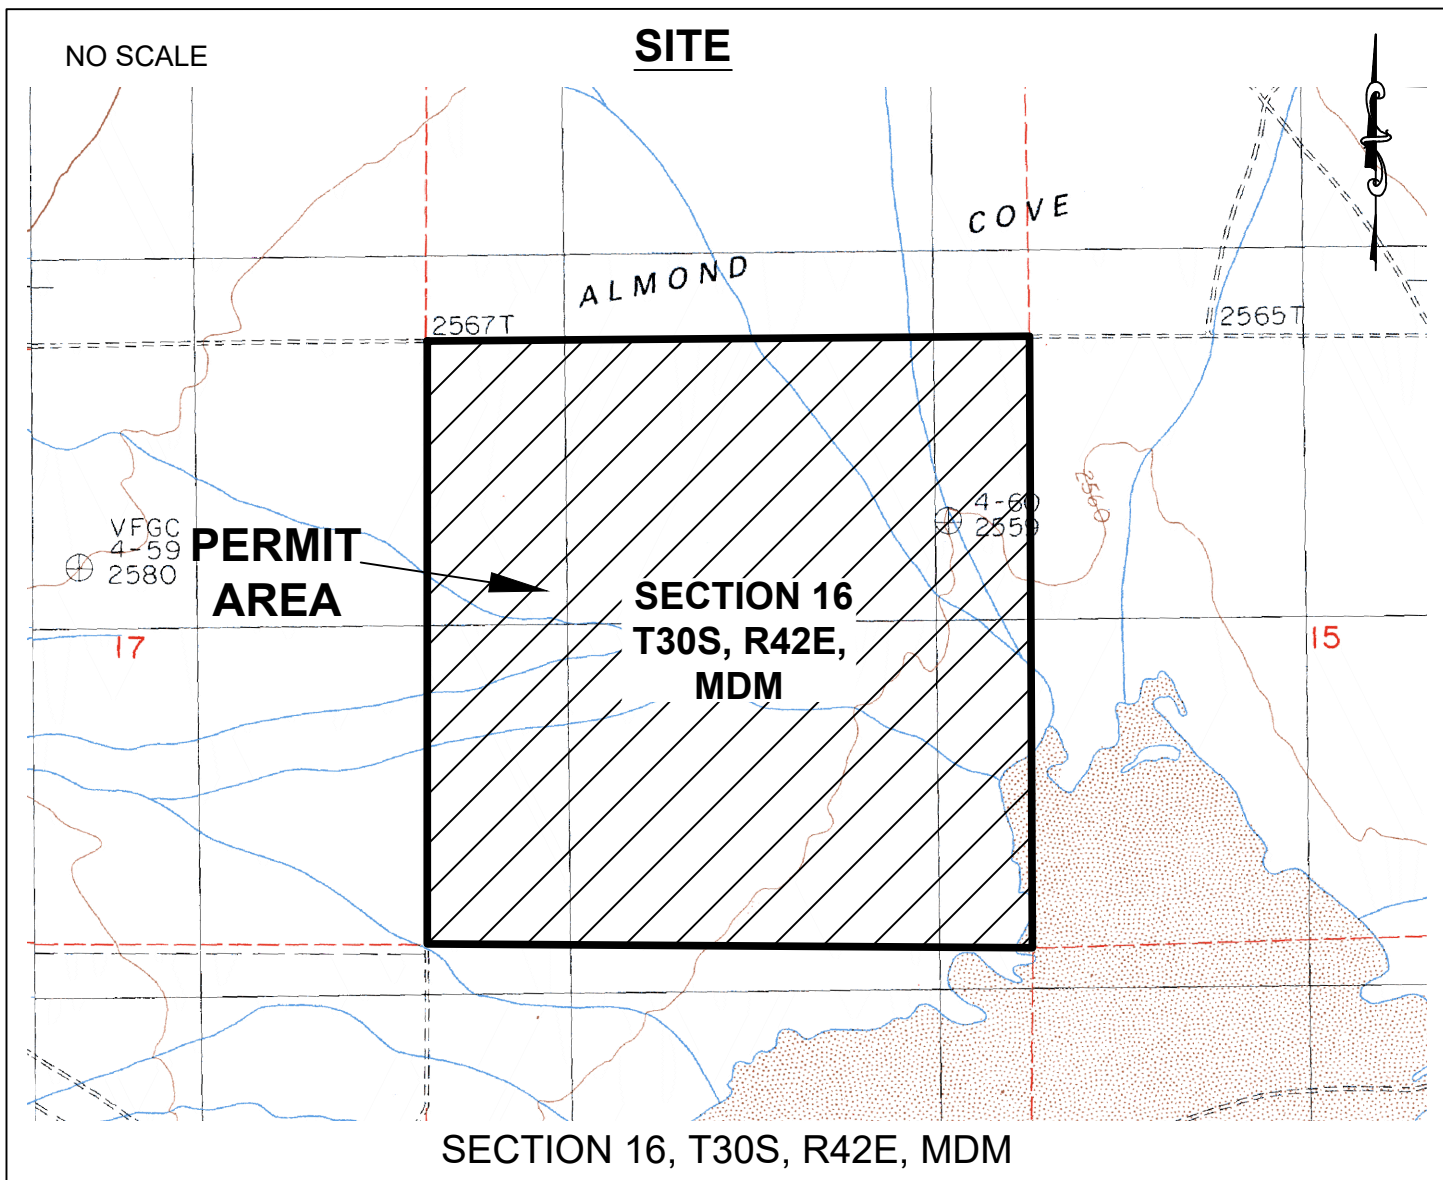 NO SCALE
SITE
COVE
ALMOND
2567T
2565T
4-60
2559
2560
VFGC
4-59
2580
PERMIT
AREA
SECTION 16
T30S, R42E,
MDM
17
15
SECTION 16, T30S, R42E, MDM